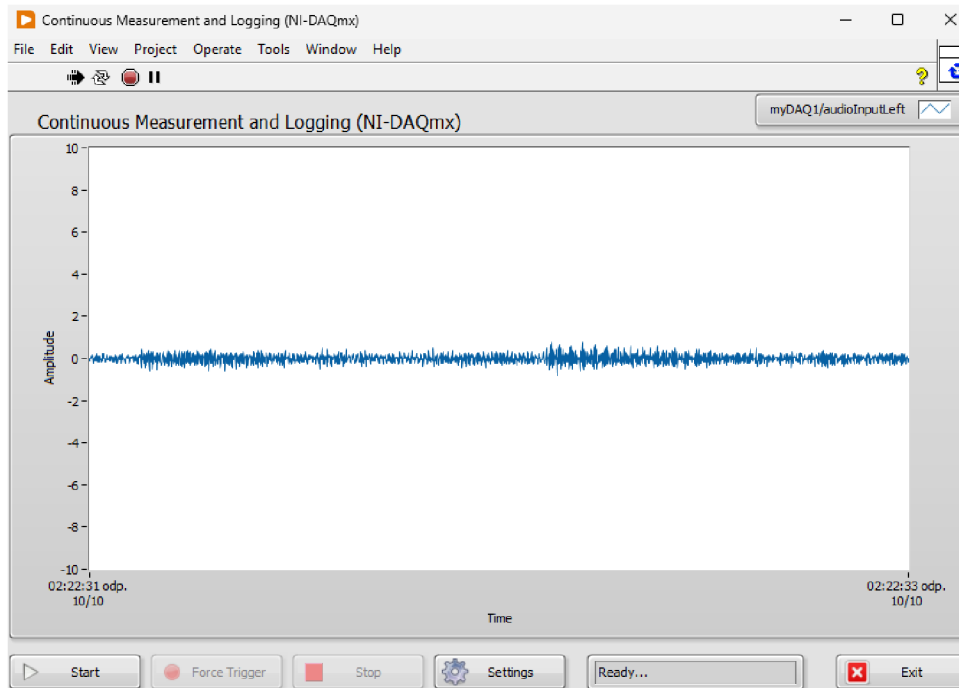 Continuous Measurement and Logging (NI-DAQmx)
File Edit View Project Operate Tools Window Help
?
myDAQ1/audioInputLeft
Continuous Measurement and Logging (NI-DAQmx)
Amplitude
10
8
6
4
2
0
-2
-4
-6
-8
-10
02:22:31 odp.
10/10
02:22:33 odp.
10/10
Time
Start Force Trigger Stop Settings Ready... Exit